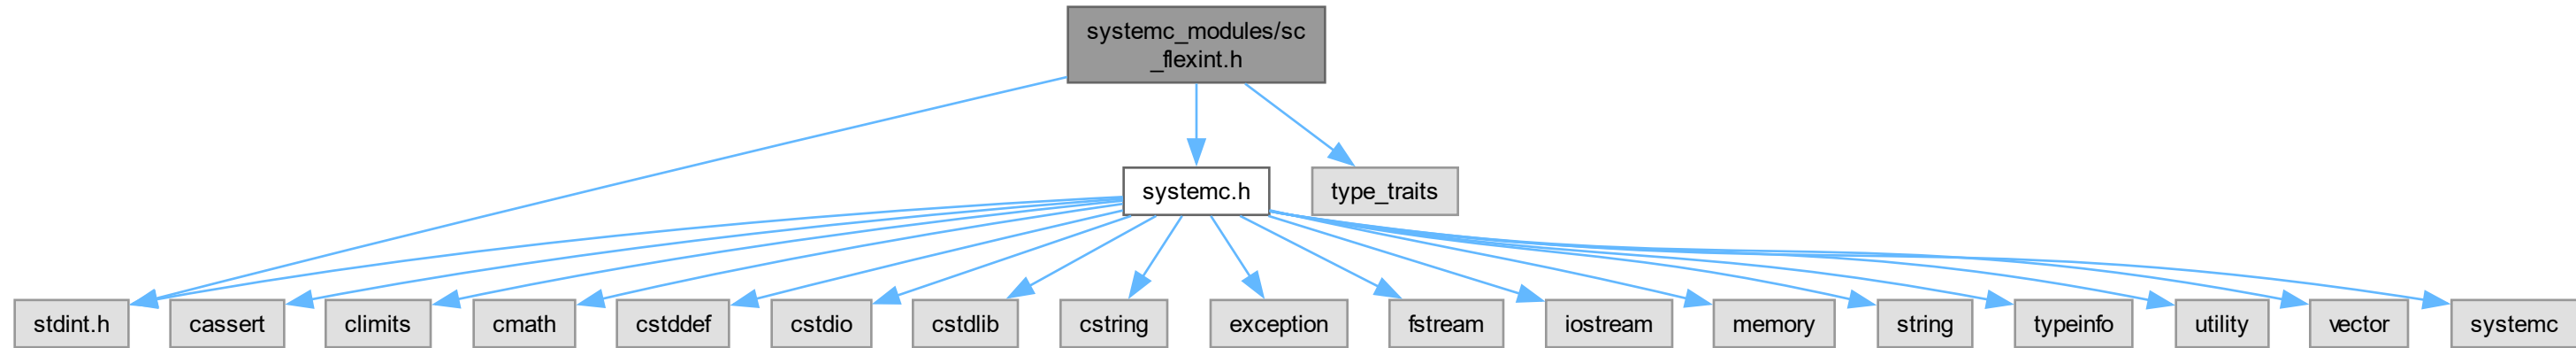 systemc_modules/sc
_flexint.h
systemc.h
type_traits
stdint.h
cassert
climits
cmath
cstddef
cstdio
cstdlib
cstring
exception
fstream
iostream
memory
string
typeinfo
utility
vector
systemc